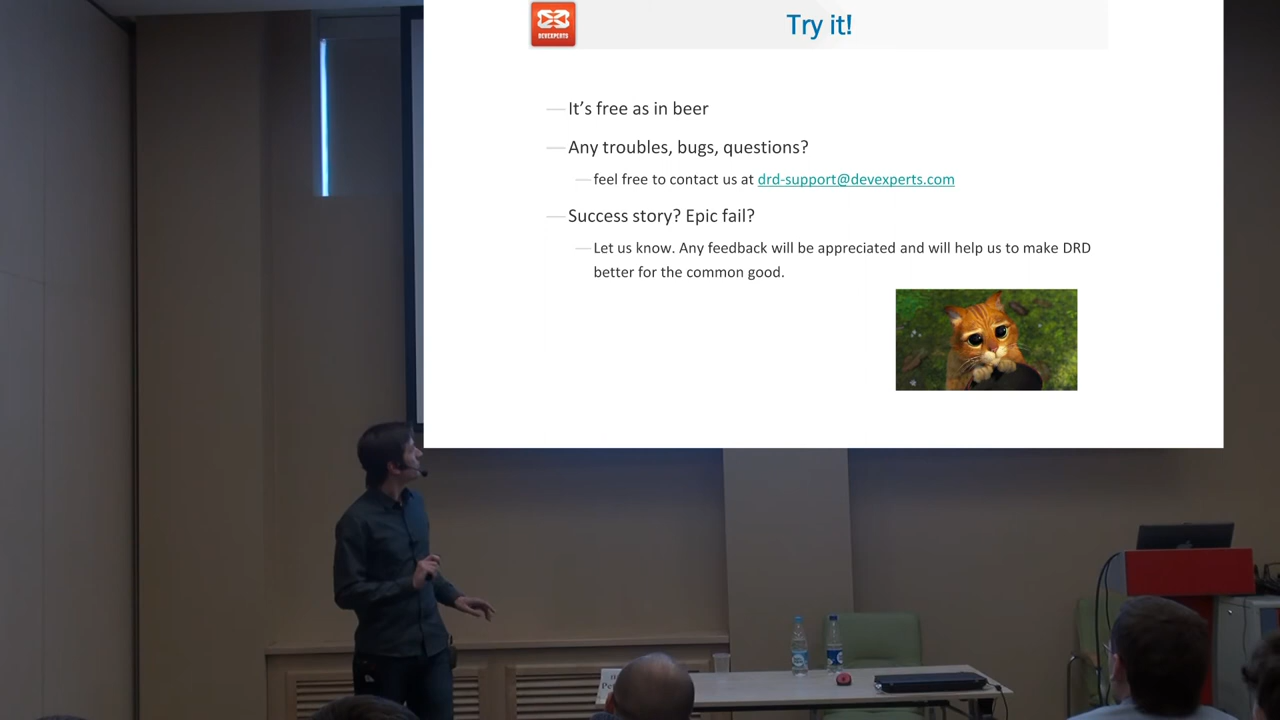 DEVEXPERTS
Try it!
It's free as in beer
Any troubles, bugs, questions?
feel free to contact us at drd-support@devexperts.com
Success story? Epic fail?
Let us know. Any feedback will be appreciated and will help us to make DRD
better for the common good.